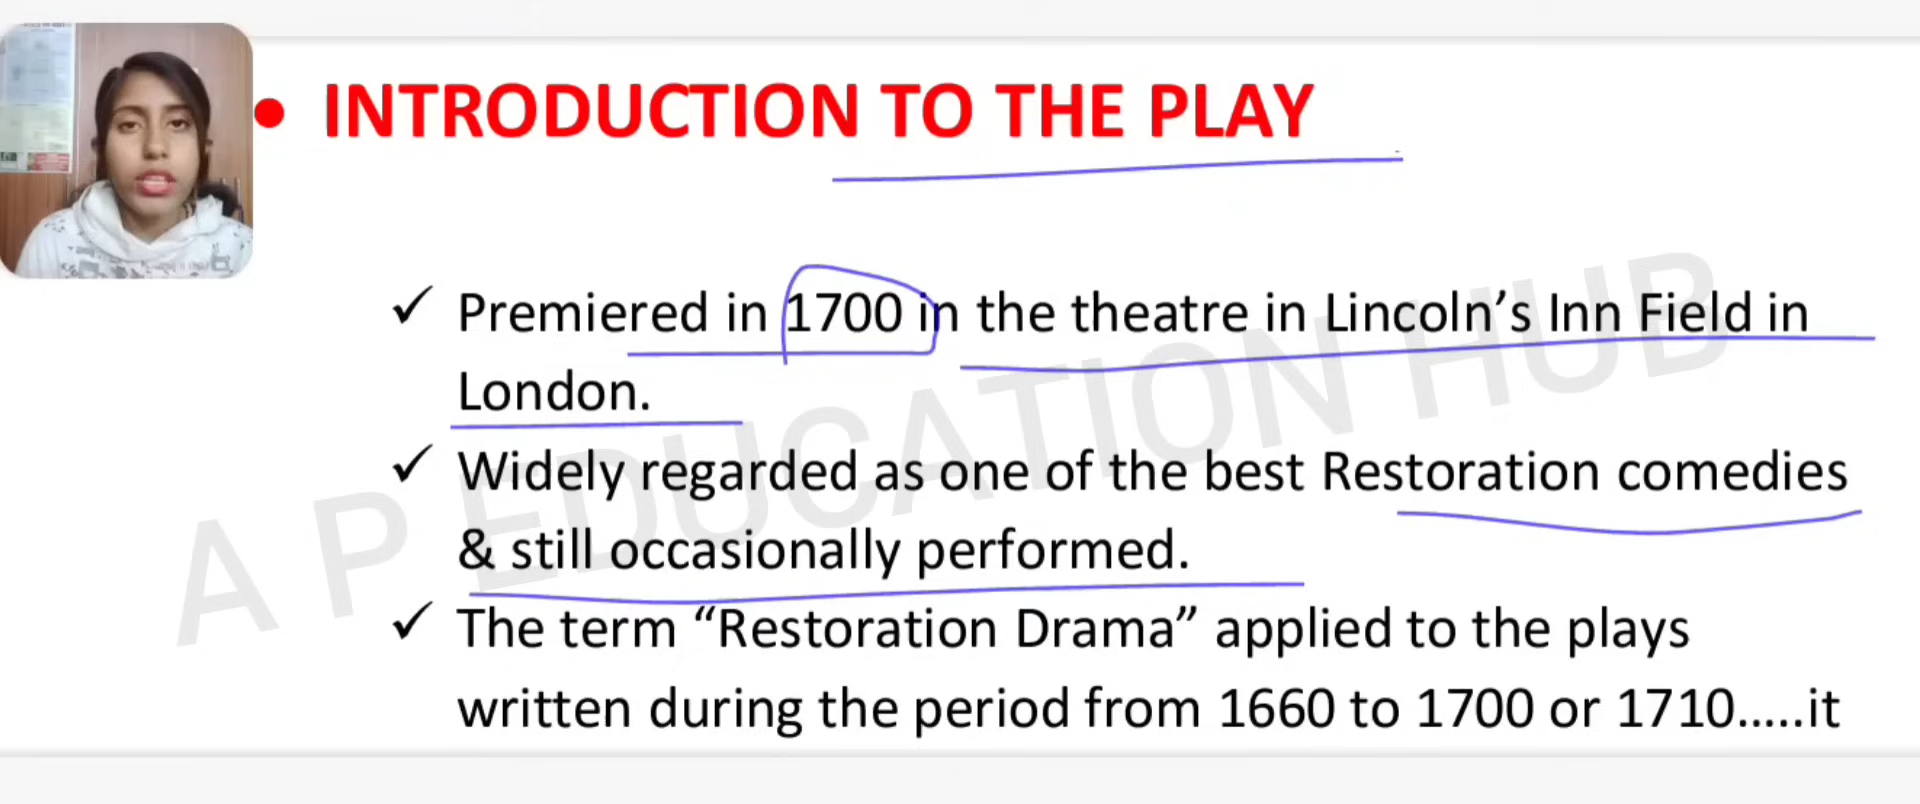 • INTRODUCTION TO THE PLAY
✓ Premiered in 1700 in the theatre in Lincoln’s Inn Field in
London.
✓ Widely regarded as one of the best Restoration comedies
& still occasionally performed.
✓ The term “Restoration Drama” applied to the plays
written during the period from 1660 to 1700 or 1710.....it
A P EDUCATION HUB